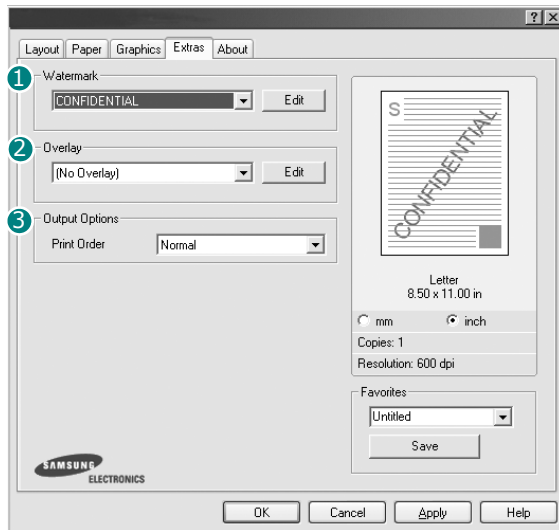 ? ×
Layout Paper Graphics Extras About
1 Watermark
CONFIDENTIAL Edit
2 Overlay
(No Overlay) Edit
3 Output Options
Print Order Normal
S
CONFIDENTIAL
Letter
8.50 x 11.00 in
mm inch
Copies: 1
Resolution: 600 dpi
Favorites
Untitled
Save
SAMSUNG
ELECTRONICS
OK Cancel Apply Help